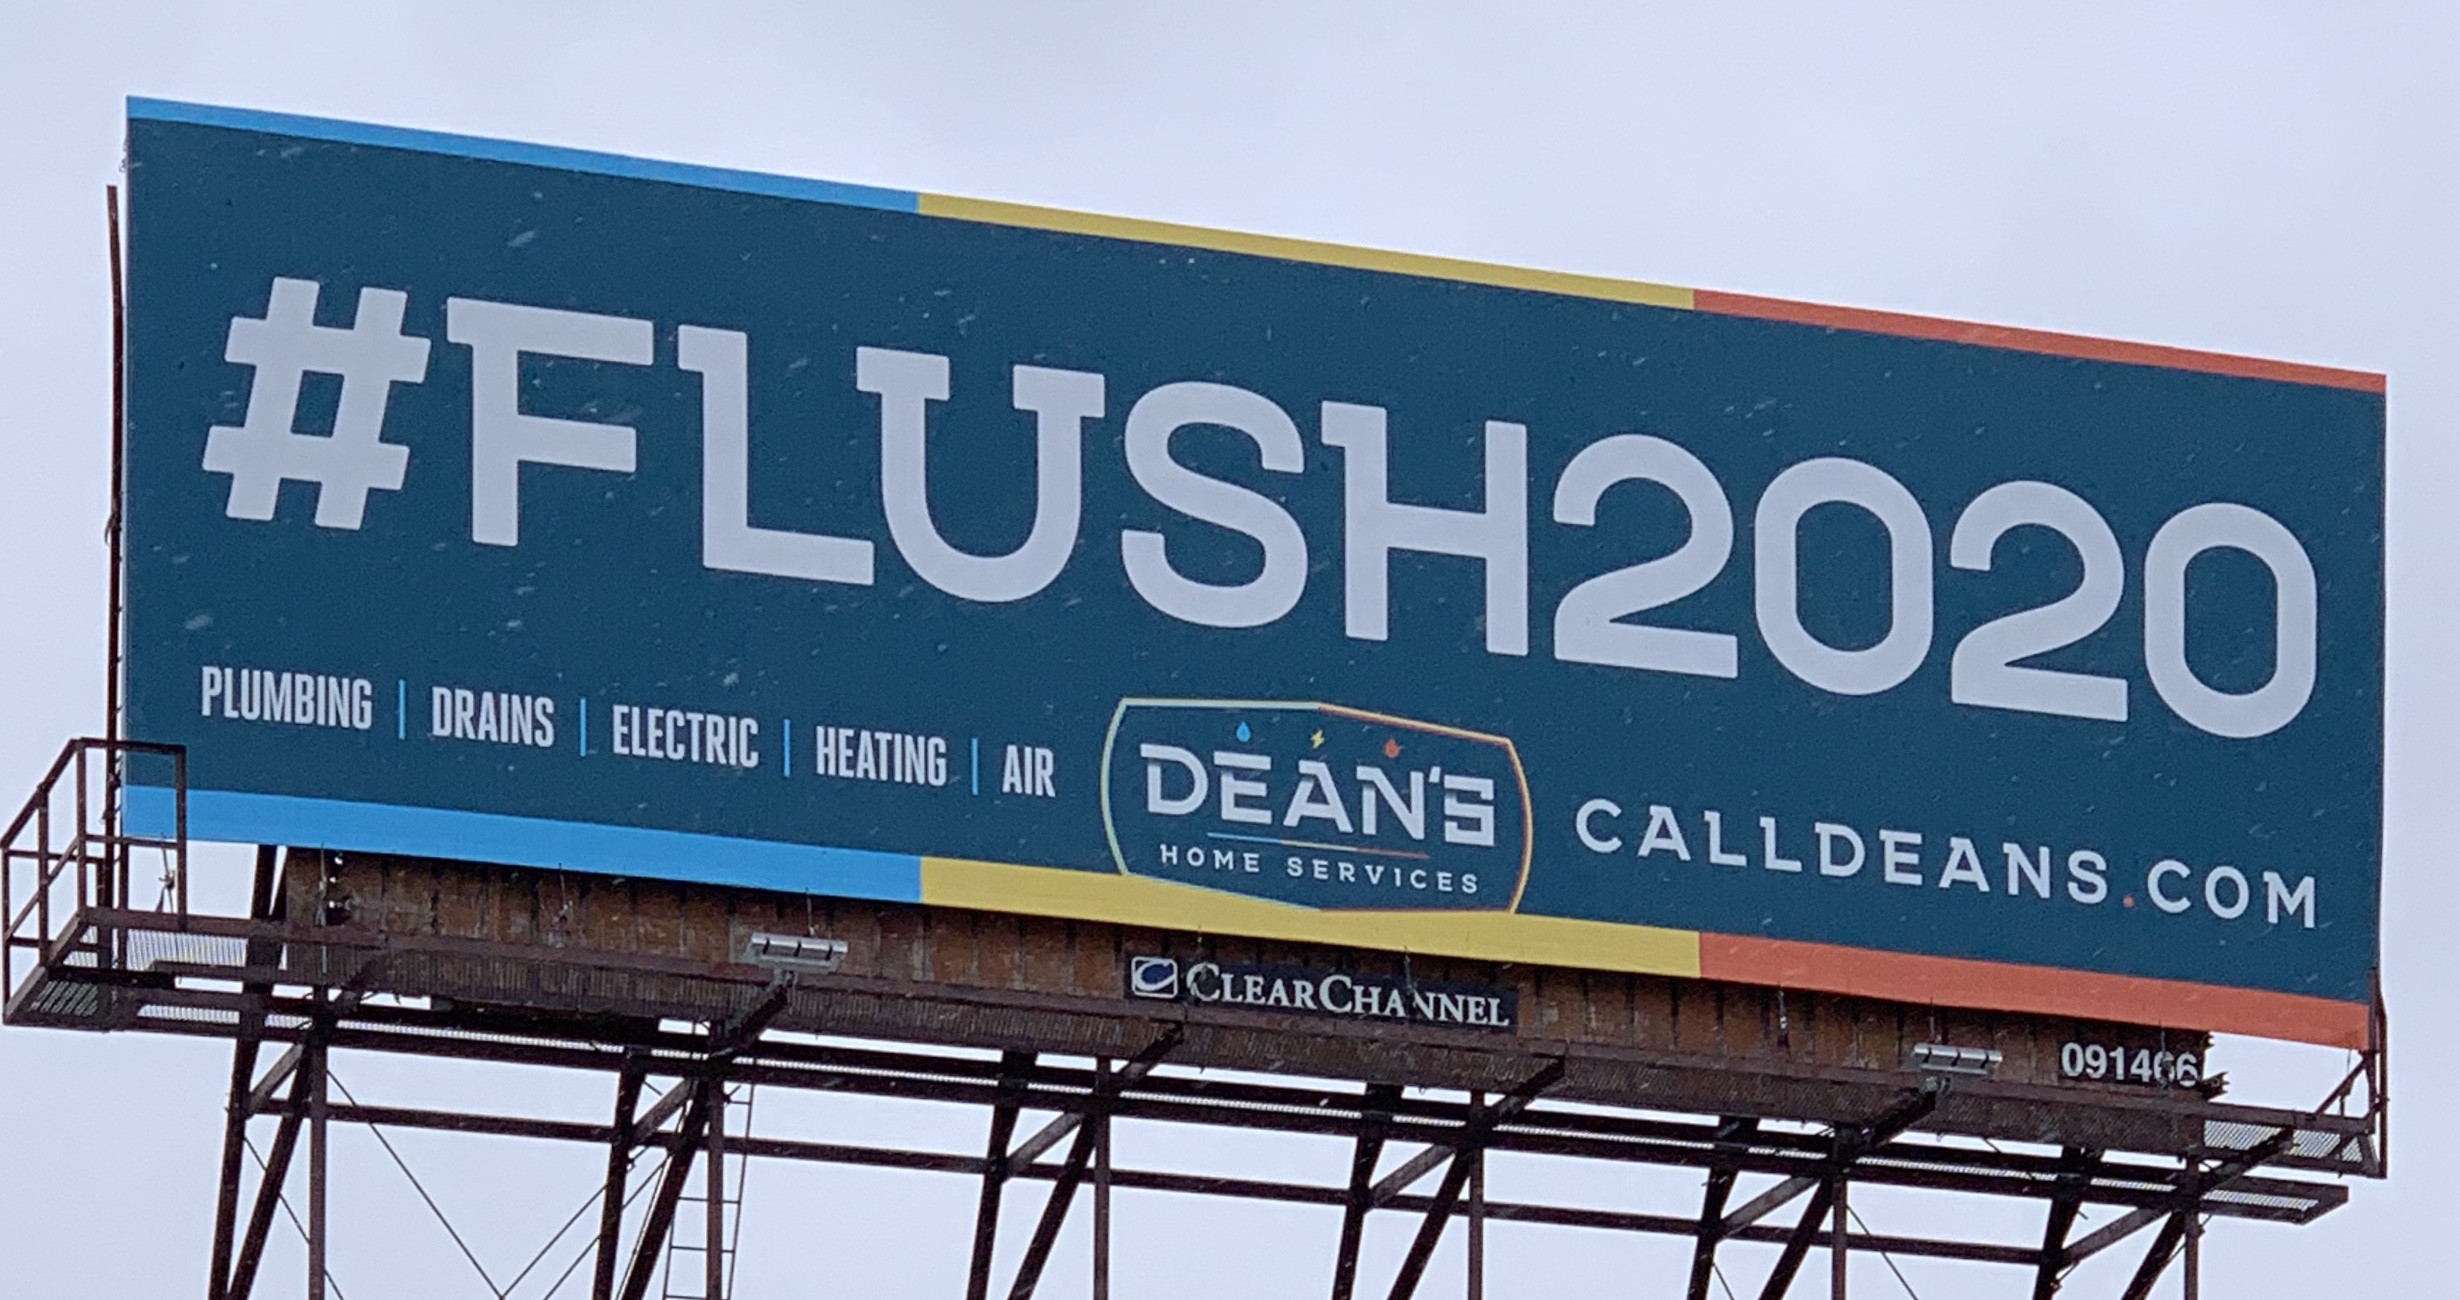 #FLUSH2020
PLUMBING | DRAINS | ELECTRIC | HEATING | AIR
DEAN'S
HOME SERVICES
CALLDEANS.COM
CLEARCHANNEL
091466